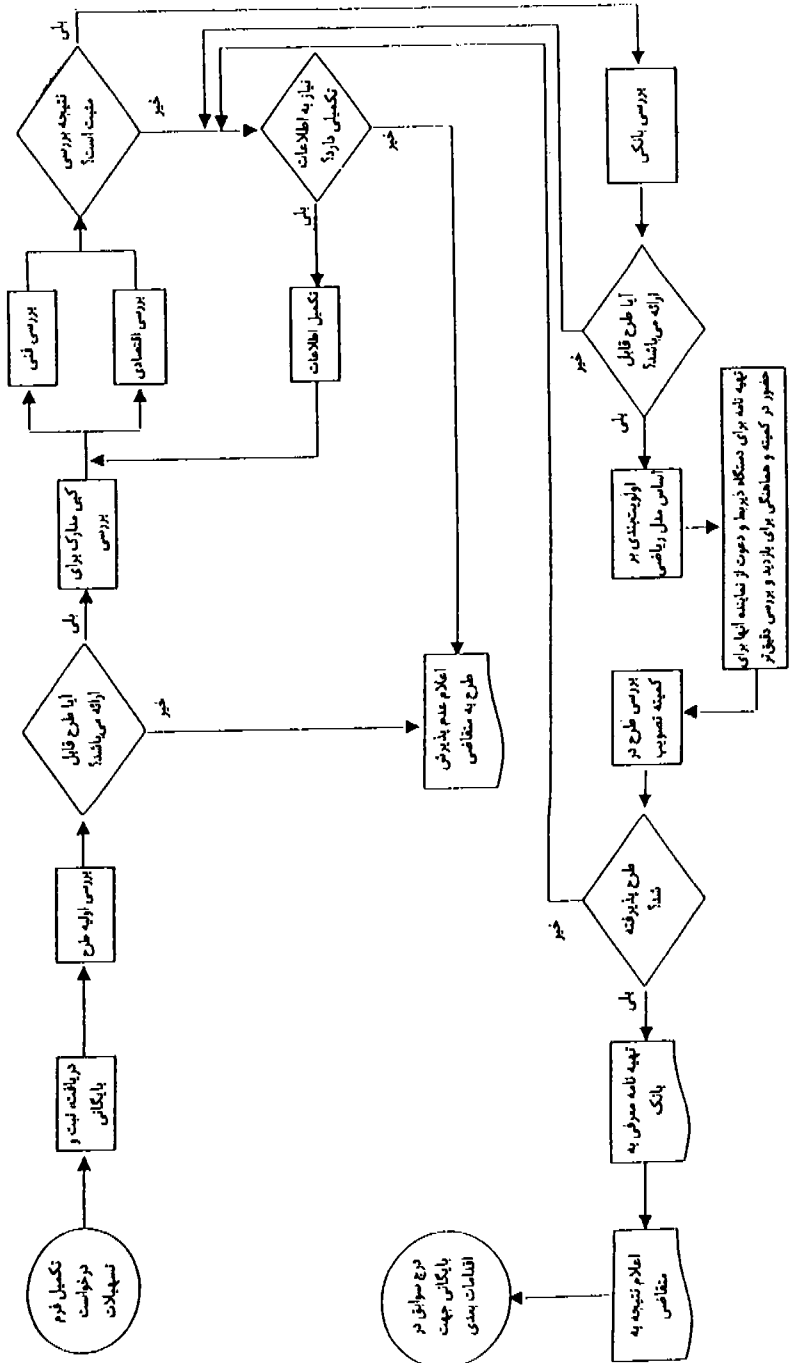 تکمیل فرم
درخواست
تسهیلات
دریافت، ثبت و
بایگانی
بررسی اولیه طرح
آیا طرح قابل
ارائه می‌باشد؟
بلی
خیر
کپی مدارک برای
بررسی
بررسی فنی
بررسی اقتصادی
نتیجه بررسی
مثبت است؟
بلی
خیر
نیاز به اطلاعات
تکمیلی دارد؟
بلی
خیر
تکمیل اطلاعات
اعلام عدم پذیرش
طرح به متقاضی
بررسی بانکی
آیا طرح قابل
ارائه می‌باشد؟
بلی
خیر
اولویت‌بندی بر
اساس مدل ریاضی
تهیه نامه برای دستگاه ذیربط و دعوت از نماینده آنها برای
حضور در کمیته و هماهنگی برای بازدید و بررسی دقیق‌تر
بررسی طرح در
کمیته تصویب
طرح پذیرفته
شد؟
بلی
خیر
تهیه نامه معرفی به
بانک
اعلام نتیجه به
متقاضی
درج سوابق در
بایگانی جهت
اقدامات بعدی